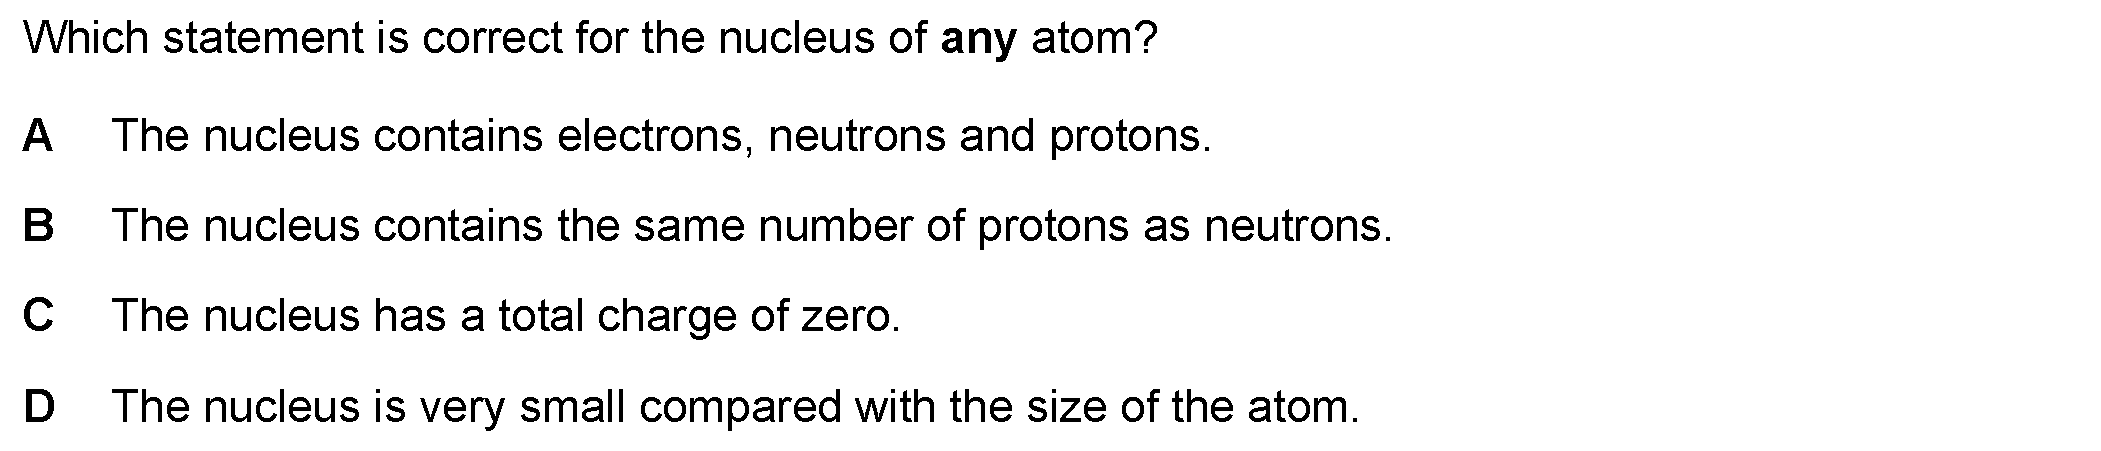 Which statement is correct for the nucleus of any atom?
A The nucleus contains electrons, neutrons and protons.
B The nucleus contains the same number of protons as neutrons.
C The nucleus has a total charge of zero.
D The nucleus is very small compared with the size of the atom.